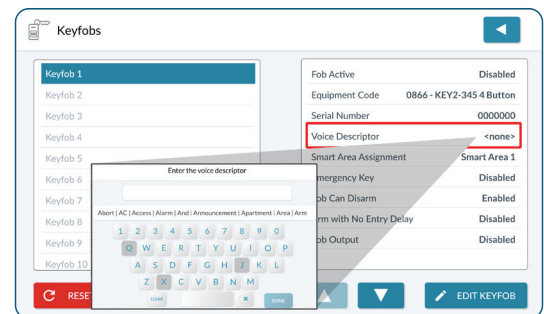 Keyfobs
Keyfob 1
Keyfob 2
Keyfob 3
Keyfob 4
Keyfob 5
Keyfob 6
Keyfob 7
Keyfob 8
Keyfob 9
Keyfob 10
Fob Active Disabled
Equipment Code 0866 - KEY2-345 4 Button
Serial Number 0000000
Voice Descriptor <none>
Smart Area Assignment Smart Area 1
mergency Key Disabled
ob Can Disarm Enabled
rm with No Entry Delay Disabled
ob Output Disabled
Enter the voice descriptor
Abort | AC | Access | Alarm | And | Announcement | Apartment | Area | Arm
1 2 3 4 5 6 7 8 9 0
Q W E R T Y U I O P
A S D F G H J K L
Z X C V B N M
CLEAR × DONE
RESE
EDIT KEYFOB